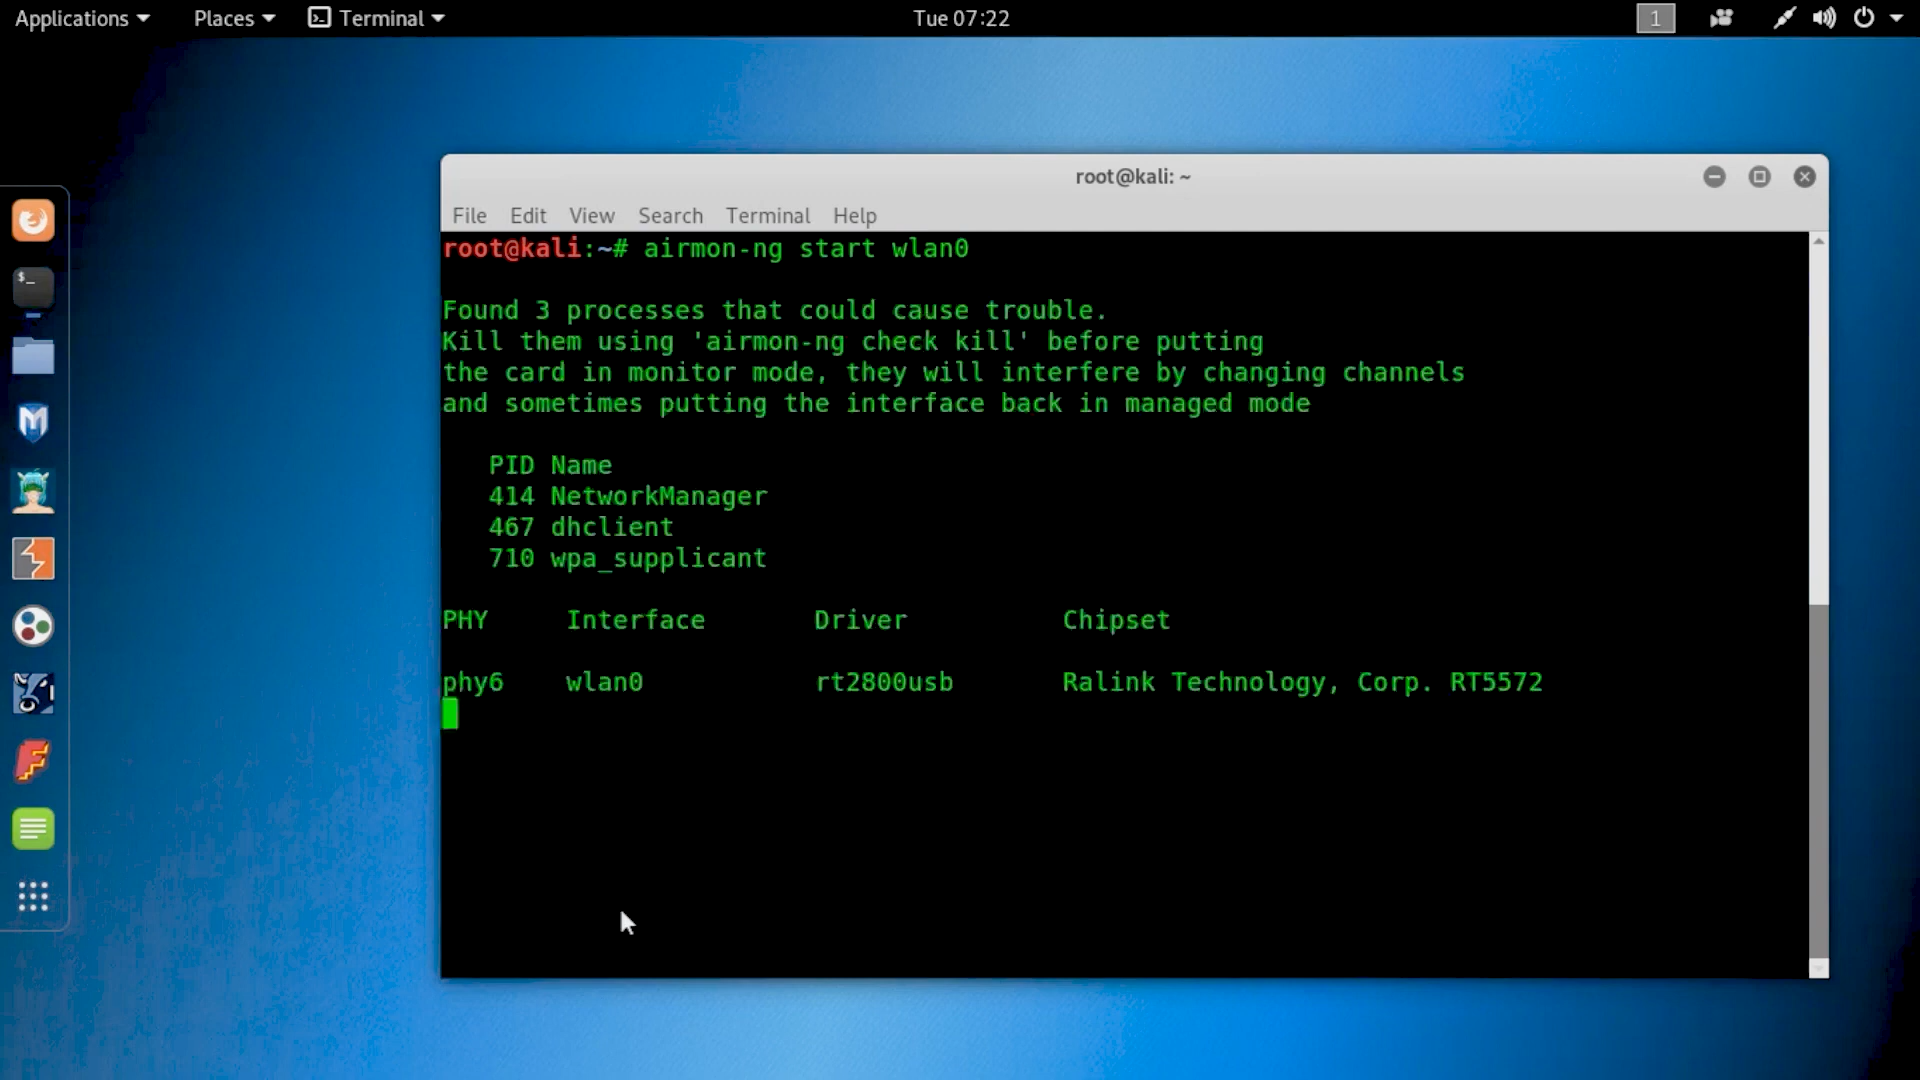 Applications Places Terminal Tue 07:22 1
root@kali: ~
File Edit View Search Terminal Help
root@kali:~# airmon-ng start wlan0
Found 3 processes that could cause trouble.
Kill them using 'airmon-ng check kill' before putting
the card in monitor mode, they will interfere by changing channels
and sometimes putting the interface back in managed mode
PID Name
414 NetworkManager
467 dhclient
710 wpa_supplicant
PHY Interface Driver Chipset
phy6 wlan0 rt2800usb Ralink Technology, Corp. RT5572